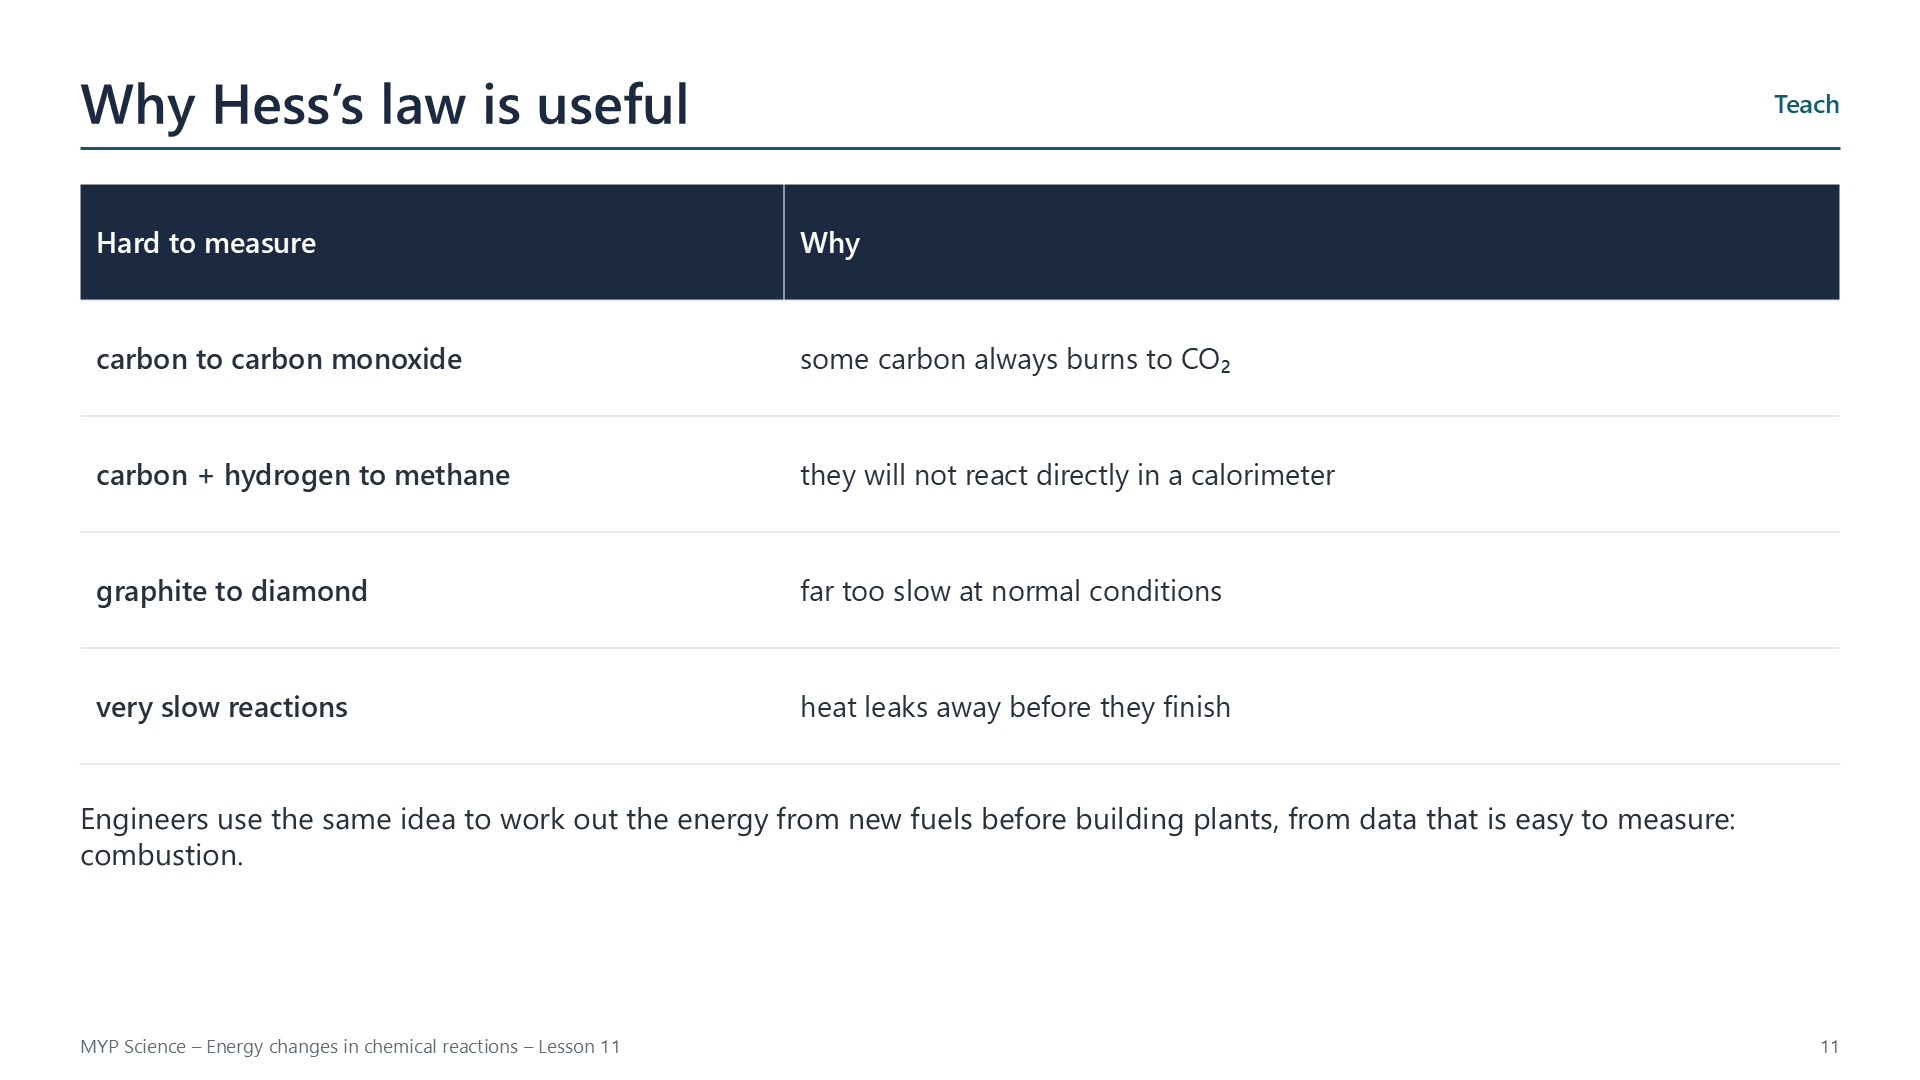 Why Hess’s law is useful
Teach
Hard to measure
Why
carbon to carbon monoxide
some carbon always burns to CO₂
carbon + hydrogen to methane
they will not react directly in a calorimeter
graphite to diamond
far too slow at normal conditions
very slow reactions
heat leaks away before they finish
Engineers use the same idea to work out the energy from new fuels before building plants, from data that is easy to measure:
combustion.
MYP Science – Energy changes in chemical reactions – Lesson 11
11